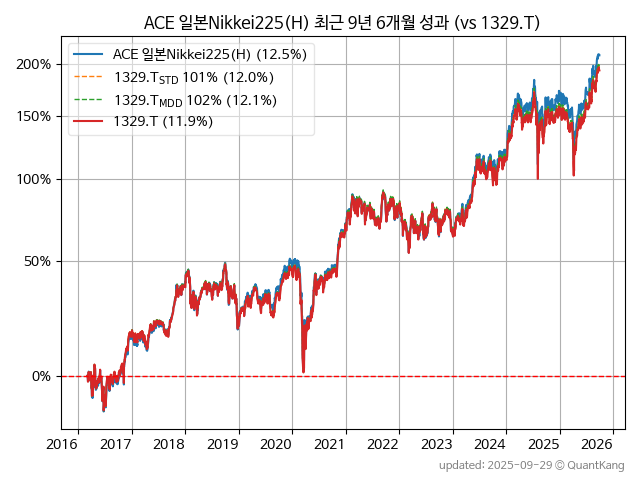 ACE 일본Nikkei225(H) 최근 9년 6개월 성과 (vs 1329.T)
ACE 일본Nikkei225(H) (12.5%)
1329.T_STD 101% (12.0%)
1329.T_MDD 102% (12.1%)
1329.T (11.9%)
200%
150%
100%
50%
0%
2016 2017 2018 2019 2020 2021 2022 2023 2024 2025 2026
updated: 2025-09-29 © QuantKang